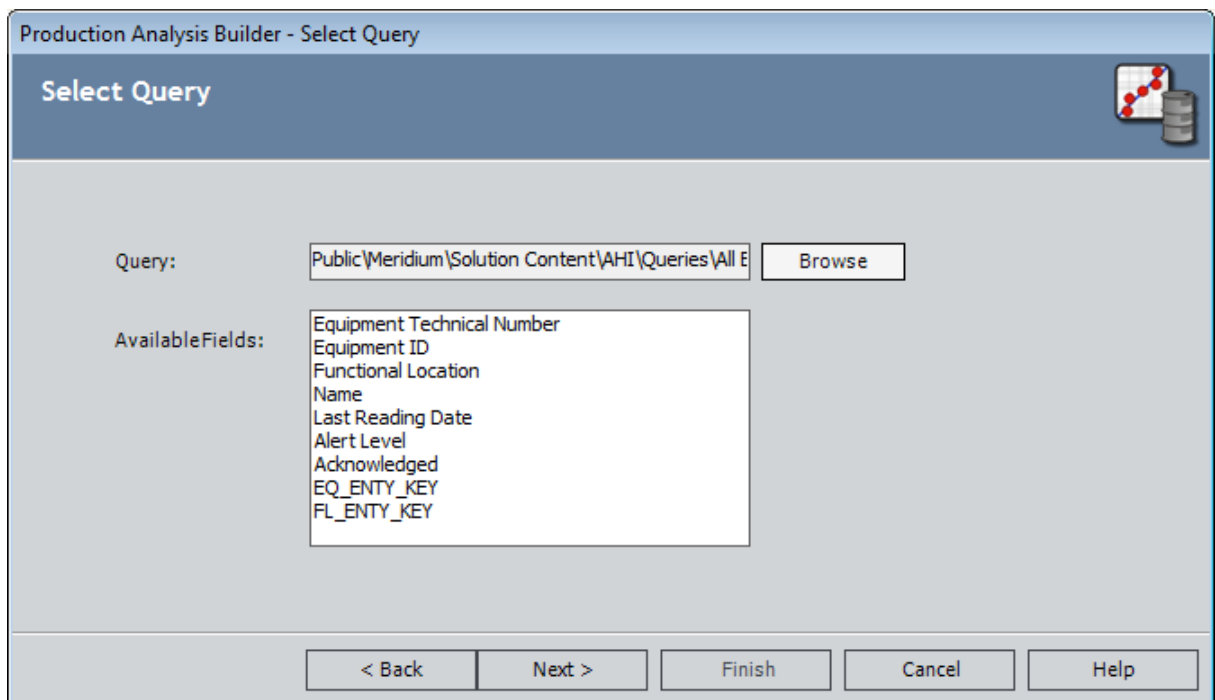 Production Analysis Builder - Select Query
Select Query
Query:
Public\Meridium\Solution Content\AHI\Queries\All E
Browse
AvailableFields:
Equipment Technical Number
Equipment ID
Functional Location
Name
Last Reading Date
Alert Level
Acknowledged
EQ_ENTY_KEY
FL_ENTY_KEY
< Back
Next >
Finish
Cancel
Help